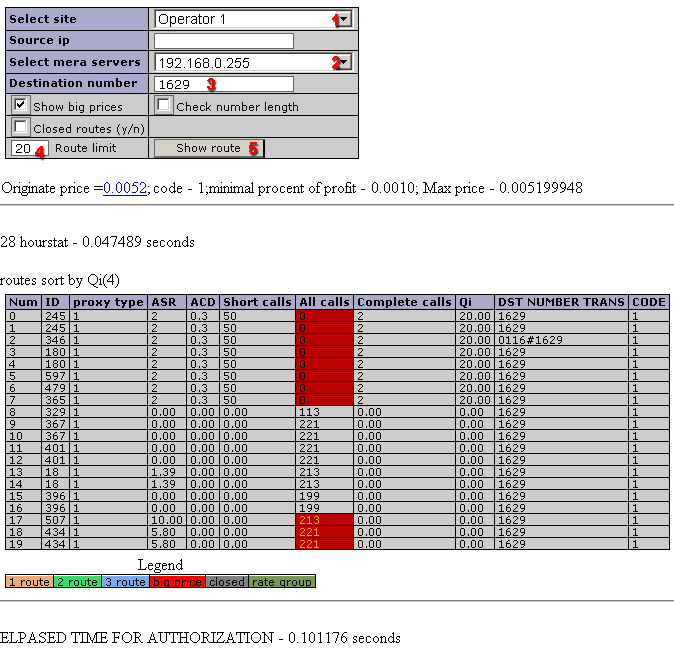 Select site Operator 1 1
Source ip
Select mera servers 192.168.0.255 2
Destination number 1629 3
Show big prices Check number length
Closed routes (y/n)
20 4 Route limit Show route 5
Originate price =0.0052; code - 1;minimal procent of profit - 0.0010; Max price - 0.005199948
28 hourstat - 0.047489 seconds
routes sort by Qi(4)
Num ID proxy type ASR ACD Short calls All calls Complete calls Qi DST NUMBER TRANS CODE
0 245 1 2 0.3 50 0 2 20.00 1629 1
1 245 1 2 0.3 50 0 2 20.00 1629 1
2 346 1 2 0.3 50 0 2 20.00 0116#1629 1
3 180 1 2 0.3 50 0 2 20.00 1629 1
4 180 1 2 0.3 50 0 2 20.00 1629 1
5 597 1 2 0.3 50 0 2 20.00 1629 1
6 479 1 2 0.3 50 0 2 20.00 1629 1
7 365 1 2 0.3 50 0 2 20.00 1629 1
8 329 1 0.00 0.00 0.00 113 0.00 0.00 1629 1
9 367 1 0.00 0.00 0.00 221 0.00 0.00 1629 1
10 367 1 0.00 0.00 0.00 221 0.00 0.00 1629 1
11 401 1 0.00 0.00 0.00 221 0.00 0.00 1629 1
12 401 1 0.00 0.00 0.00 221 0.00 0.00 1629 1
13 18 1 1.39 0.00 0.00 213 0.00 0.00 1629 1
14 18 1 1.39 0.00 0.00 213 0.00 0.00 1629 1
15 396 1 0.00 0.00 0.00 199 0.00 0.00 1629 1
16 396 1 0.00 0.00 0.00 199 0.00 0.00 1629 1
17 507 1 10.00 0.00 0.00 213 0.00 0.00 1629 1
18 434 1 5.80 0.00 0.00 221 0.00 0.00 1629 1
19 434 1 5.80 0.00 0.00 221 0.00 0.00 1629 1
Legend
1 route 2 route 3 route big price closed rate group
ELPASED TIME FOR AUTHORIZATION - 0.101176 seconds